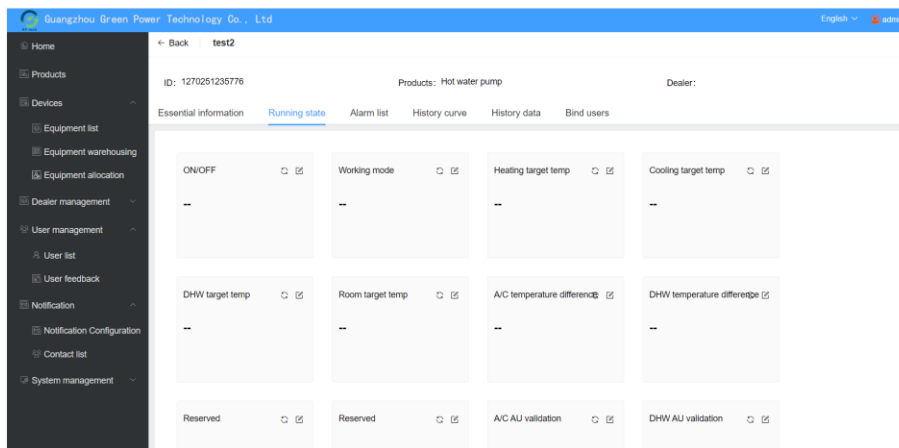 Guangzhou Green Power Technology Co., Ltd
English
Home
← Back test2
Products
ID: 1270251235776 Products: Hot water pump Dealer:
Devices
Essential information Running state Alarm list History curve History data Bind users
Equipment list
Equipment warehousing
Equipment allocation
ON/OFF Working mode Heating target temp Cooling target temp
-- -- -- --
Dealer management
User management
User list
User feedback
DHW target temp Room target temp A/C temperature difference DHW temperature difference
Notification
-- -- -- --
Notification Configuration
Contact list
System management
Reserved Reserved A/C AU validation DHW AU validation